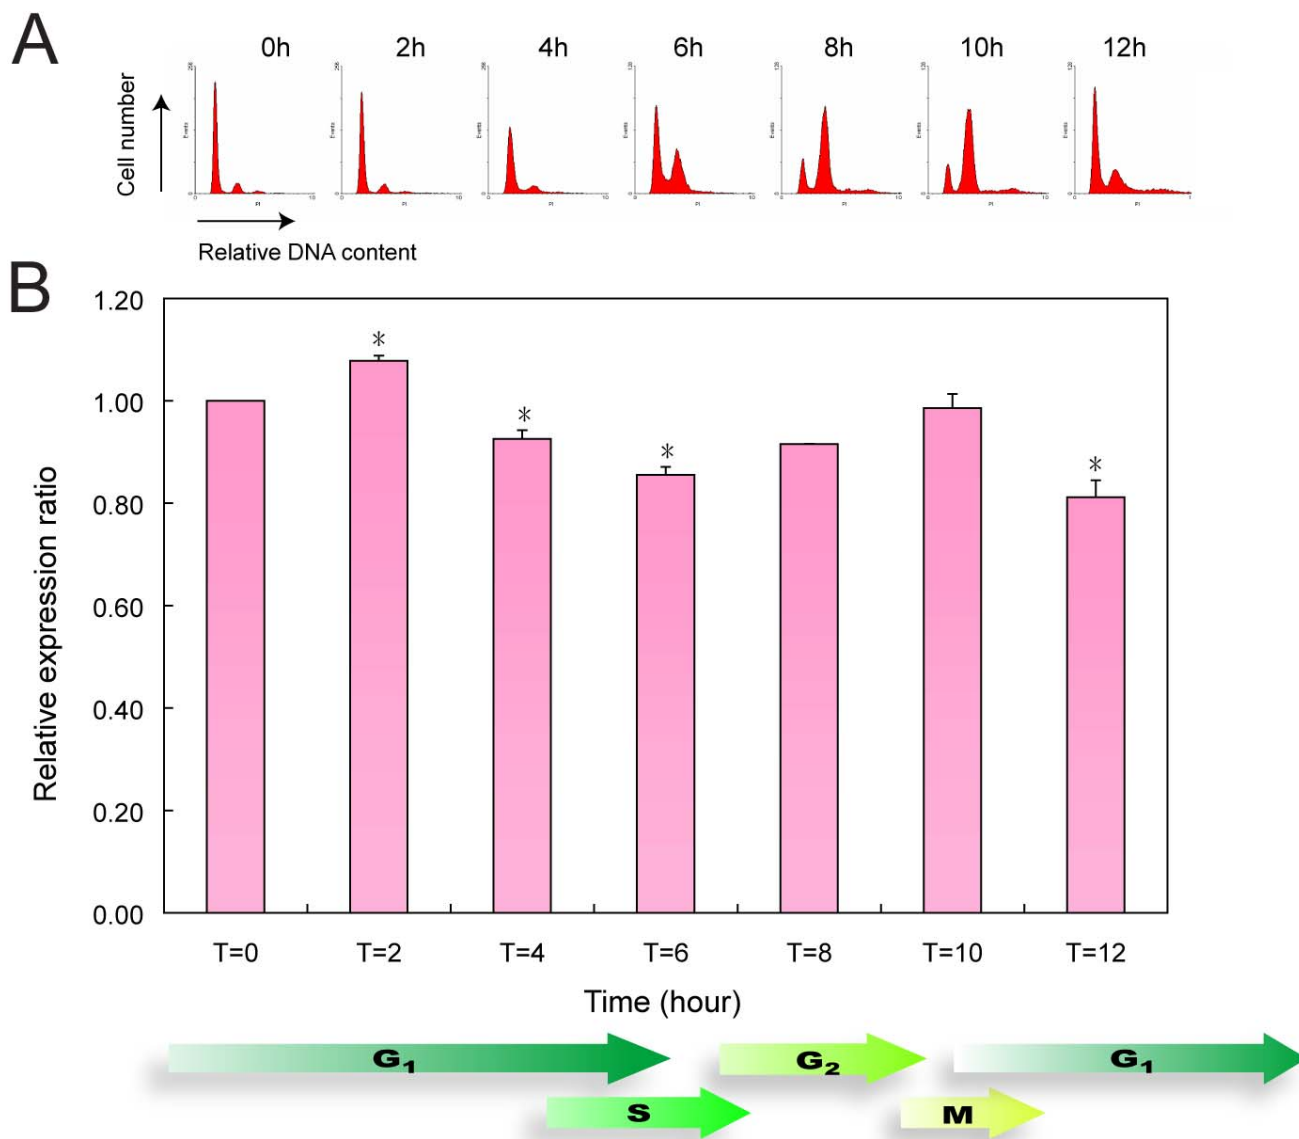 A
0h 2h 4h 6h 8h 10h 12h
Cell number
Relative DNA content
B
Relative expression ratio
1.20
1.00
0.80
0.60
0.40
0.20
0.00
* * * *
T=0 T=2 T=4 T=6 T=8 T=10 T=12
Time (hour)
G1 G2 G1
S M